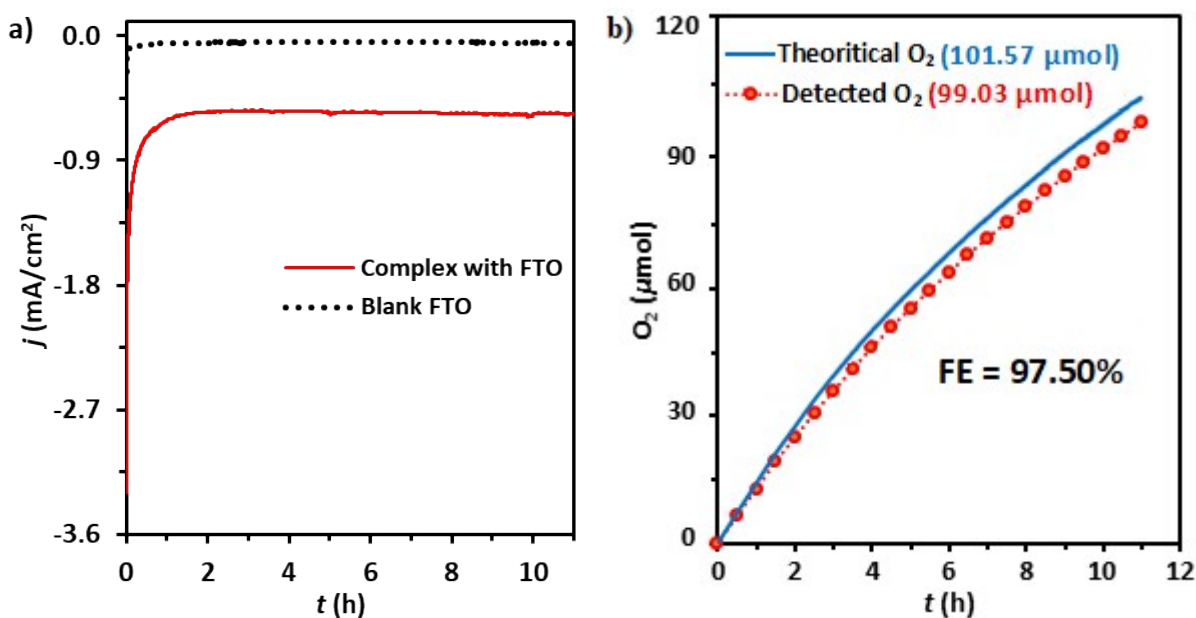 a)
0.0
-0.9
-1.8
-2.7
-3.6
j (mA/cm²)
Complex with FTO
Blank FTO
0 2 4 6 8 10
t (h)
b)
120
90
60
30
0
O₂ (µmol)
Theoritical O₂ (101.57 µmol)
Detected O₂ (99.03 µmol)
FE = 97.50%
0 2 4 6 8 10 12
t (h)